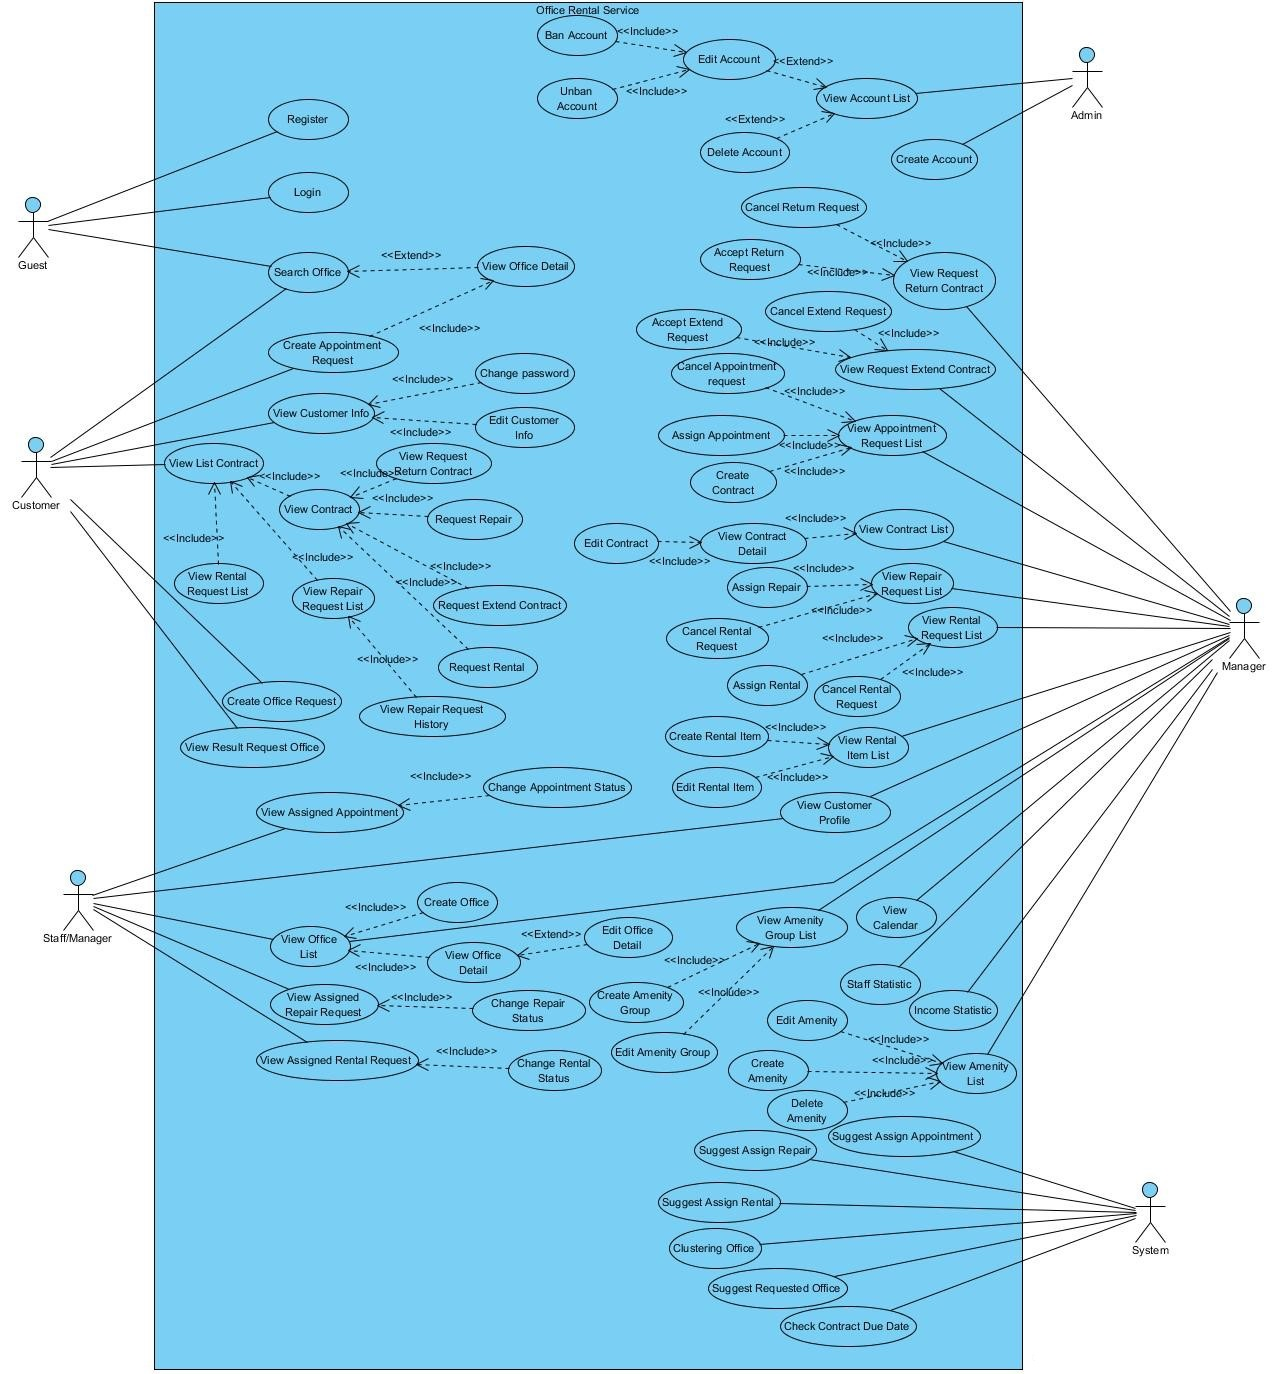 Office Rental Service
Ban Account
<<Include>>
Edit Account
<<Extend>>
Unban
Account
<<Include>>
View Account List
Admin
<<Extend>>
Delete Account
Create Account
Register
Login
Guest
Search Office
<<Extend>>
View Office Detail
<<Include>>
Create Appointment
Request
Cancel Return Request
<<Include>>
Accept Return
Request
<<Include>>
View Request
Return Contract
Cancel Extend Request
Accept Extend
Request
<<Include>>
<<Include>>
View Request Extend Contract
Cancel Appointment
request
<<Include>>
Assign Appointment
<<Include>>
View Appointment
Request List
Create
Contract
<<Include>>
<<Include>>
Change password
View Customer Info
Edit Customer
Info
<<Include>>
Customer
View List Contract
<<Include>>
View Request
Return Contract
<<Include>>
View Contract
<<Include>>
Request Repair
<<Include>>
View Rental
Request List
<<Include>>
View Repair
Request List
<<Include>>
<<Include>>
Request Extend Contract
Request Rental
<<Include>>
View Repair Request
History
Create Office Request
View Result Request Office
Edit Contract
<<Include>>
View Contract
Detail
<<Include>>
View Contract List
Assign Repair
<<Include>>
View Repair
Request List
Cancel Rental
Request
<<Include>>
View Rental
Request List
Assign Rental
<<Include>>
Cancel Rental
Request
Manager
Create Rental Item
<<Include>>
View Rental
Item List
Edit Rental Item
<<Include>>
View Customer
Profile
<<Include>>
Change Appointment Status
View Assigned Appointment
Staff/Manager
Create Office
<<Include>>
View Office
List
<<Include>>
View Office
Detail
<<Extend>>
Edit Office
Detail
View Assigned
Repair Request
<<Include>>
Change Repair
Status
View Assigned Rental Request
<<Include>>
Change Rental
Status
View Amenity
Group List
<<Include>>
<<Include>>
Create Amenity
Group
Edit Amenity Group
View
Calendar
Staff Statistic
Income Statistic
Edit Amenity
<<Include>>
Create
Amenity
<<Include>>
View Amenity
List
Delete
Amenity
<<Include>>
Suggest Assign Appointment
Suggest Assign Repair
Suggest Assign Rental
Clustering Office
Suggest Requested Office
Check Contract Due Date
System